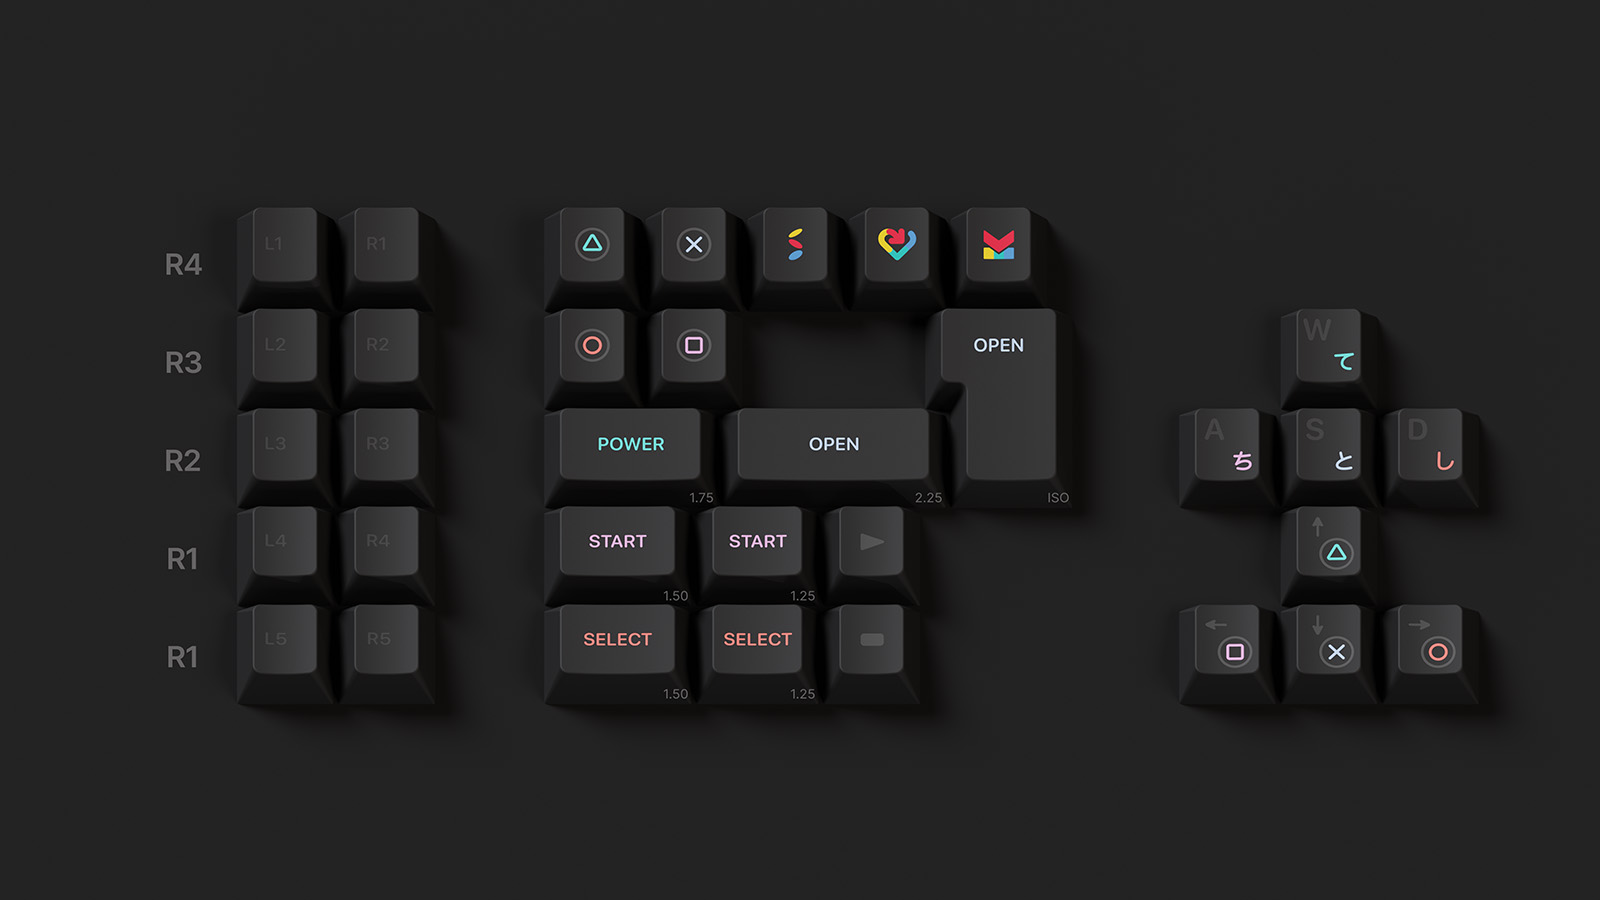 R4 L1 R1
R3 L2 R2 OPEN W て
R2 L3 R3 POWER OPEN A ち S と D し
1.75 2.25 ISO
R1 L4 R4 START START
1.50 1.25
R1 L5 R5 SELECT SELECT
1.50 1.25